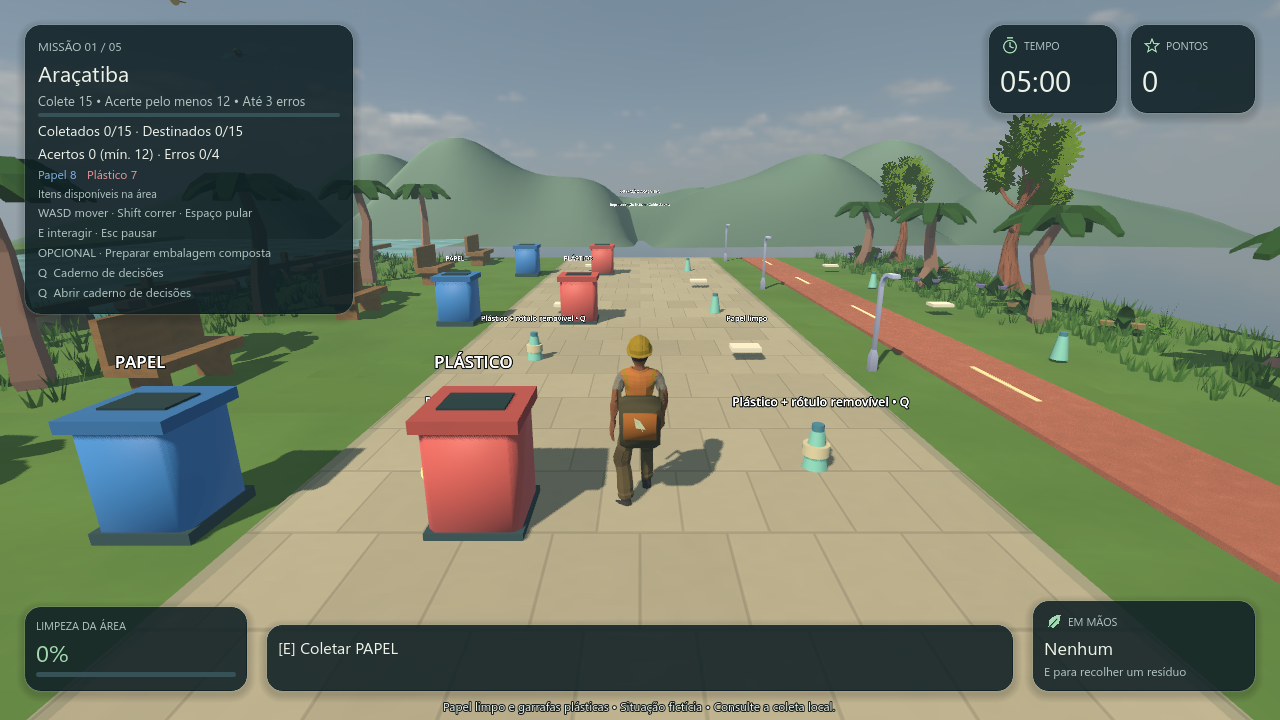 MISSÃO 01 / 05
Araçatiba
Colete 15 • Acerte pelo menos 12 • Até 3 erros
Coletados 0/15 · Destinados 0/15
Acertos 0 (mín. 12) · Erros 0/4
Papel 8 Plástico 7
Itens disponíveis na área
WASD mover · Shift correr · Espaço pular
E interagir · Esc pausar
OPCIONAL · Preparar embalagem composta
Q Caderno de decisões
Q Abrir caderno de decisões
TEMPO
05:00
PONTOS
0
PAPEL
PLÁSTICO
Plástico + rótulo removível • Q
Papel limpo
PAPEL
PLÁSTICO
Plástico + rótulo removível • Q
LIMPEZA DA ÁREA
0%
[E] Coletar PAPEL
EM MÃOS
Nenhum
E para recolher um resíduo
Papel limpo e garrafas plásticas • Situação fictícia • Consulte a coleta local.